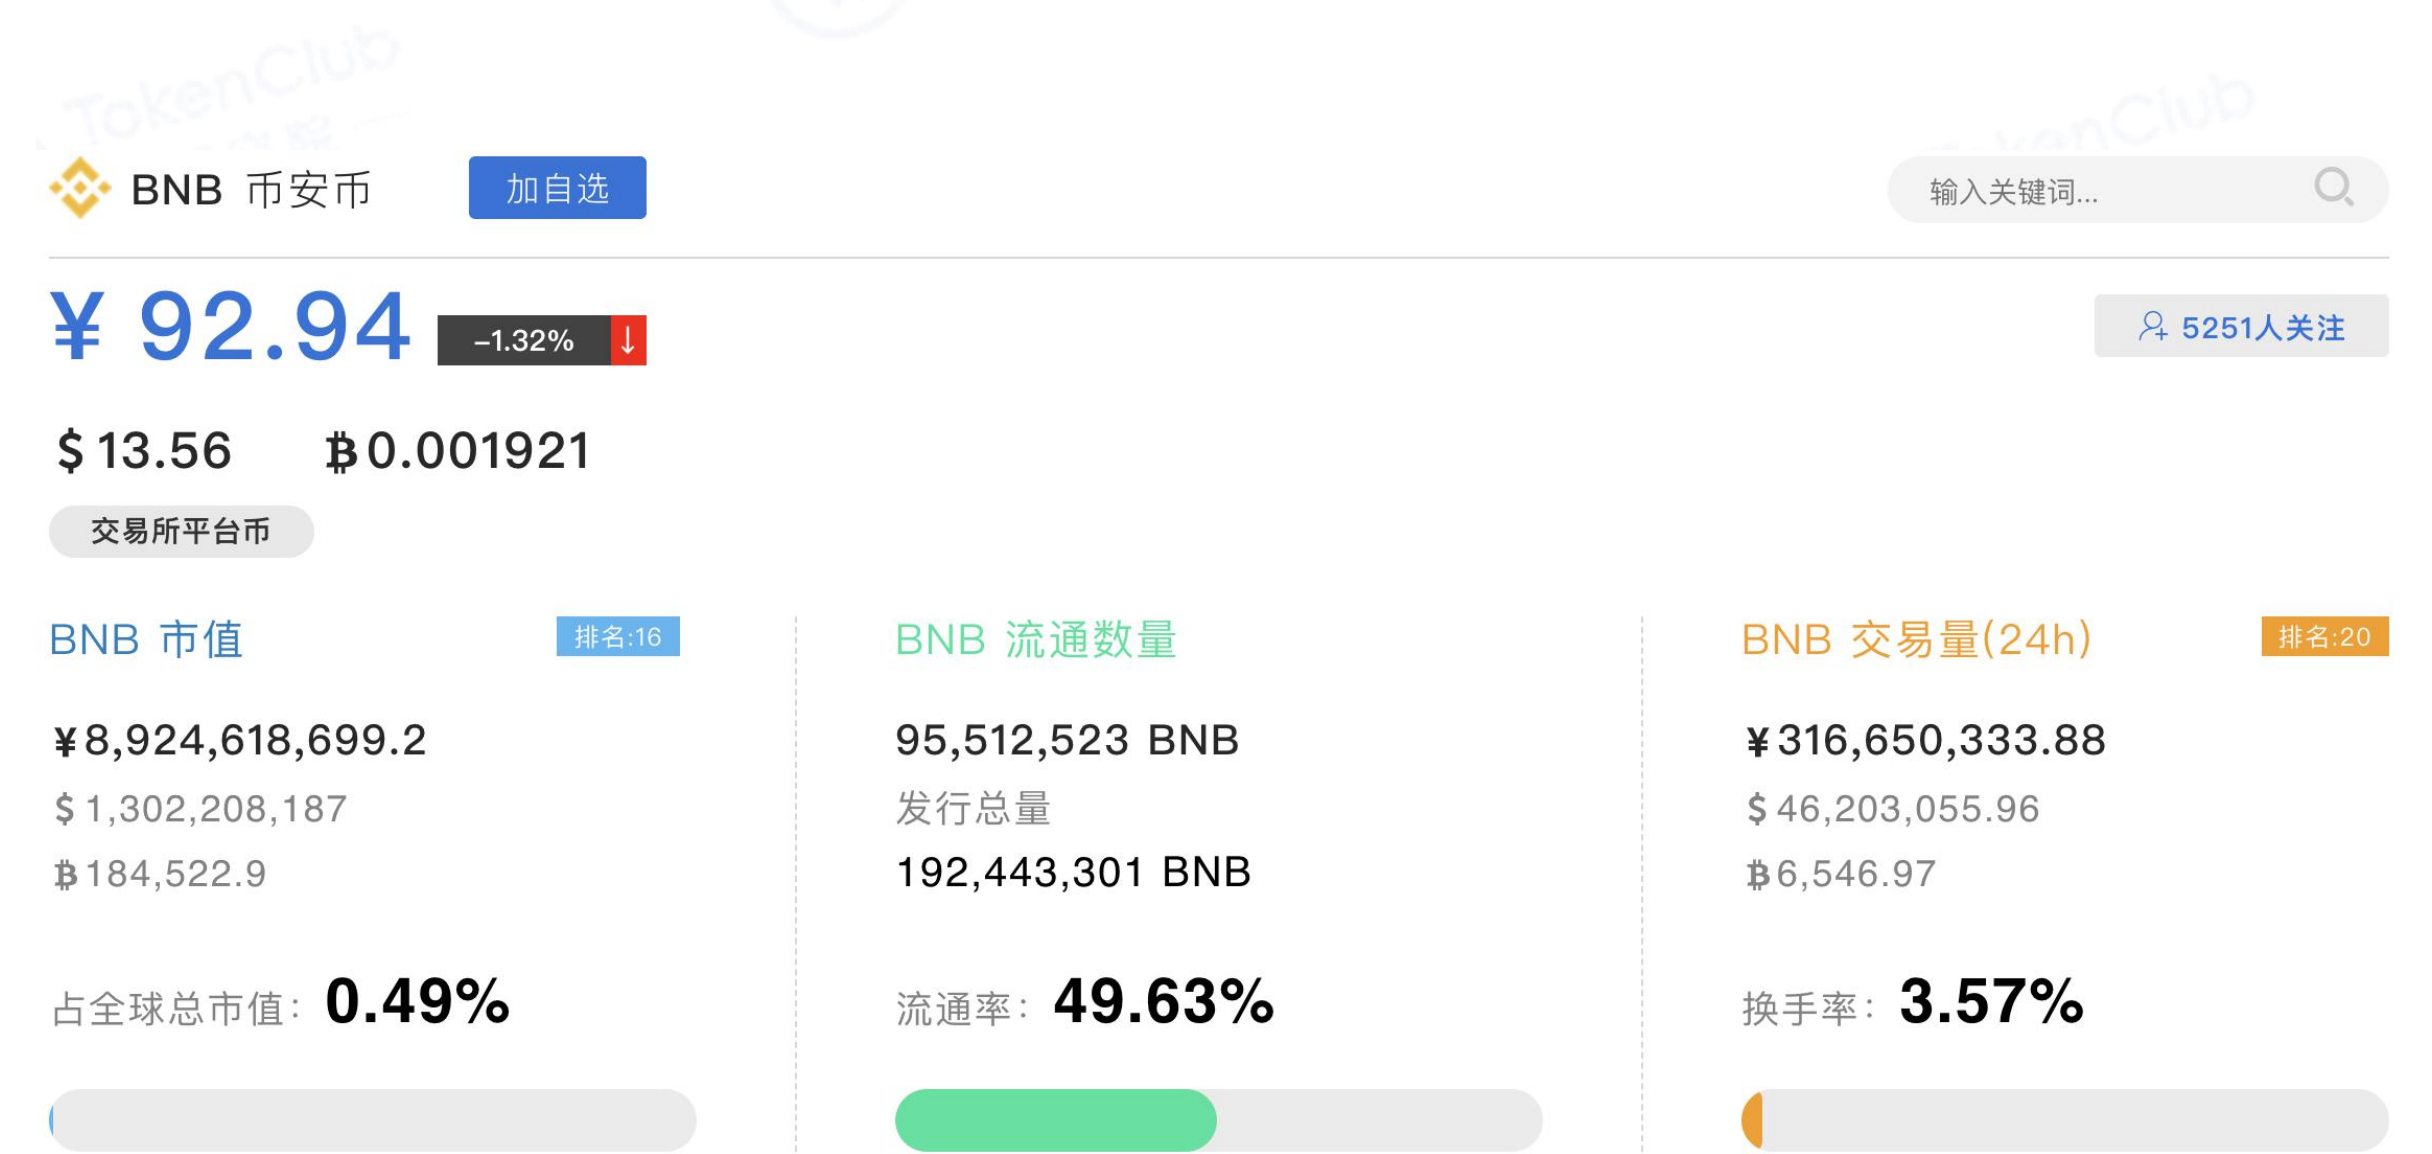 TokenClub
TokenClub
BNB 币安币
加自选
输入关键词...
¥ 92.94
-1.32% ↓
5251人关注
$13.56
₿0.001921
交易所平台币
BNB 市值
排名:16
¥8,924,618,699.2
$1,302,208,187
₿184,522.9
占全球总市值: 0.49%
BNB 流通数量
95,512,523 BNB
发行总量
192,443,301 BNB
流通率: 49.63%
BNB 交易量(24h)
排名:20
¥316,650,333.88
$46,203,055.96
₿6,546.97
换手率: 3.57%